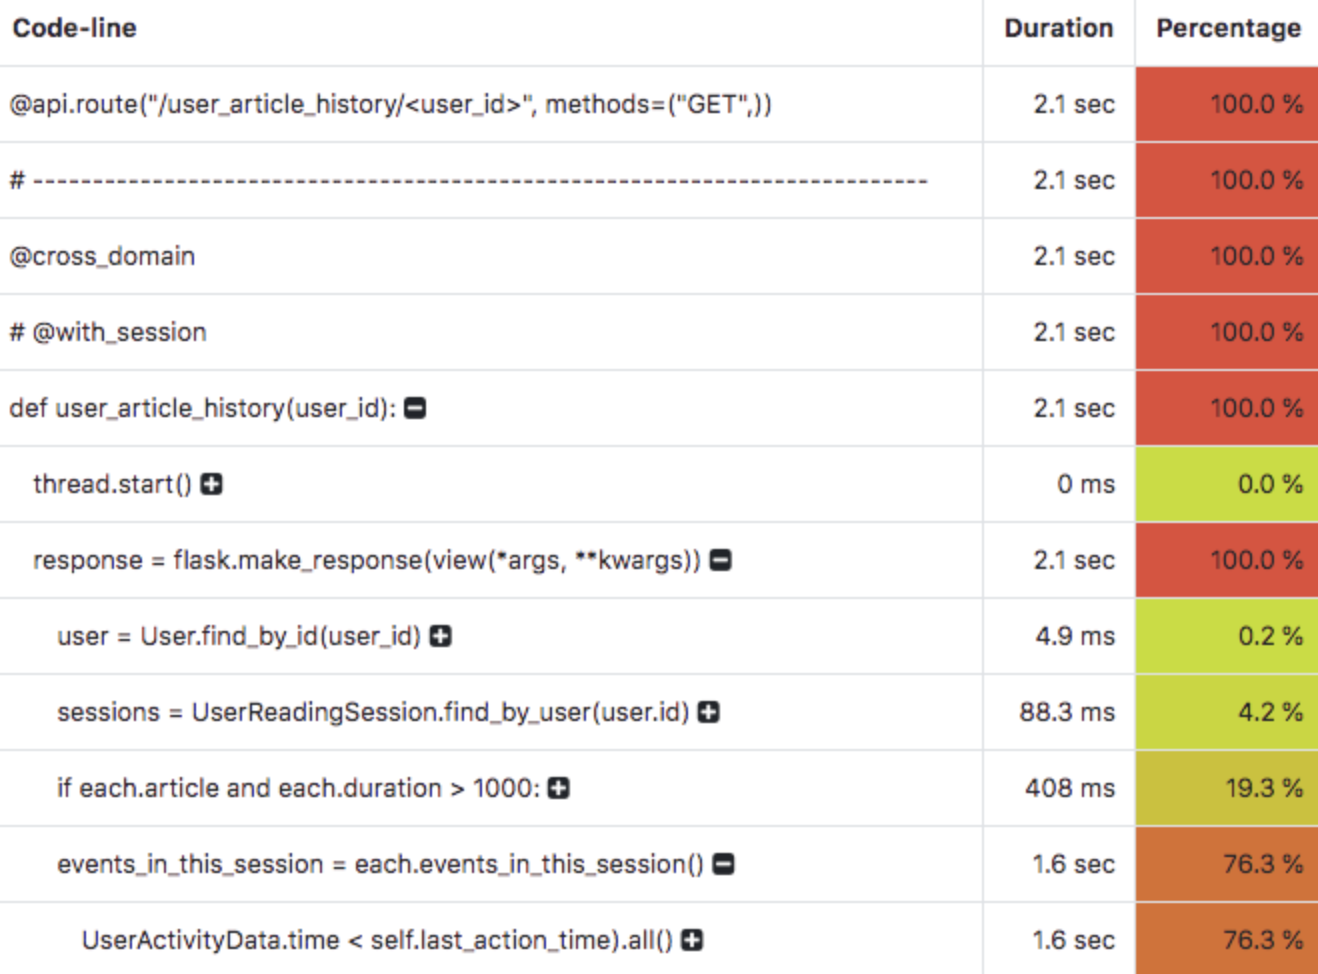 Code-line Duration Percentage
@api.route("/user_article_history/<user_id>", methods=("GET",)) 2.1 sec 100.0 %
# -------------------------------------------------------------------------- 2.1 sec 100.0 %
@cross_domain 2.1 sec 100.0 %
# @with_session 2.1 sec 100.0 %
def user_article_history(user_id): 2.1 sec 100.0 %
thread.start() 0 ms 0.0 %
response = flask.make_response(view(*args, **kwargs)) 2.1 sec 100.0 %
user = User.find_by_id(user_id) 4.9 ms 0.2 %
sessions = UserReadingSession.find_by_user(user.id) 88.3 ms 4.2 %
if each.article and each.duration > 1000: 408 ms 19.3 %
events_in_this_session = each.events_in_this_session() 1.6 sec 76.3 %
UserActivityData.time < self.last_action_time).all() 1.6 sec 76.3 %